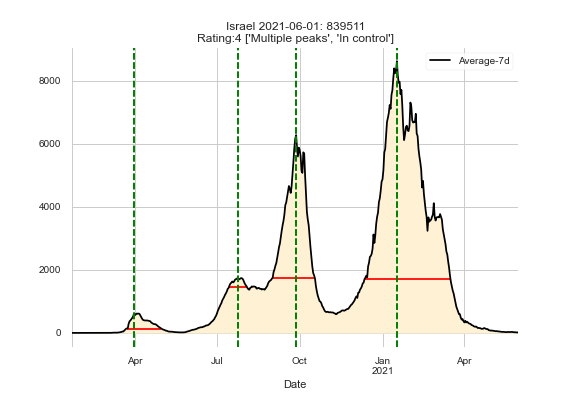 Israel 2021-06-01: 839511
Rating:4 ['Multiple peaks', 'In control']
Average-7d
8000
6000
4000
2000
0
Apr
Jul
Oct
Jan
2021
Apr
Date